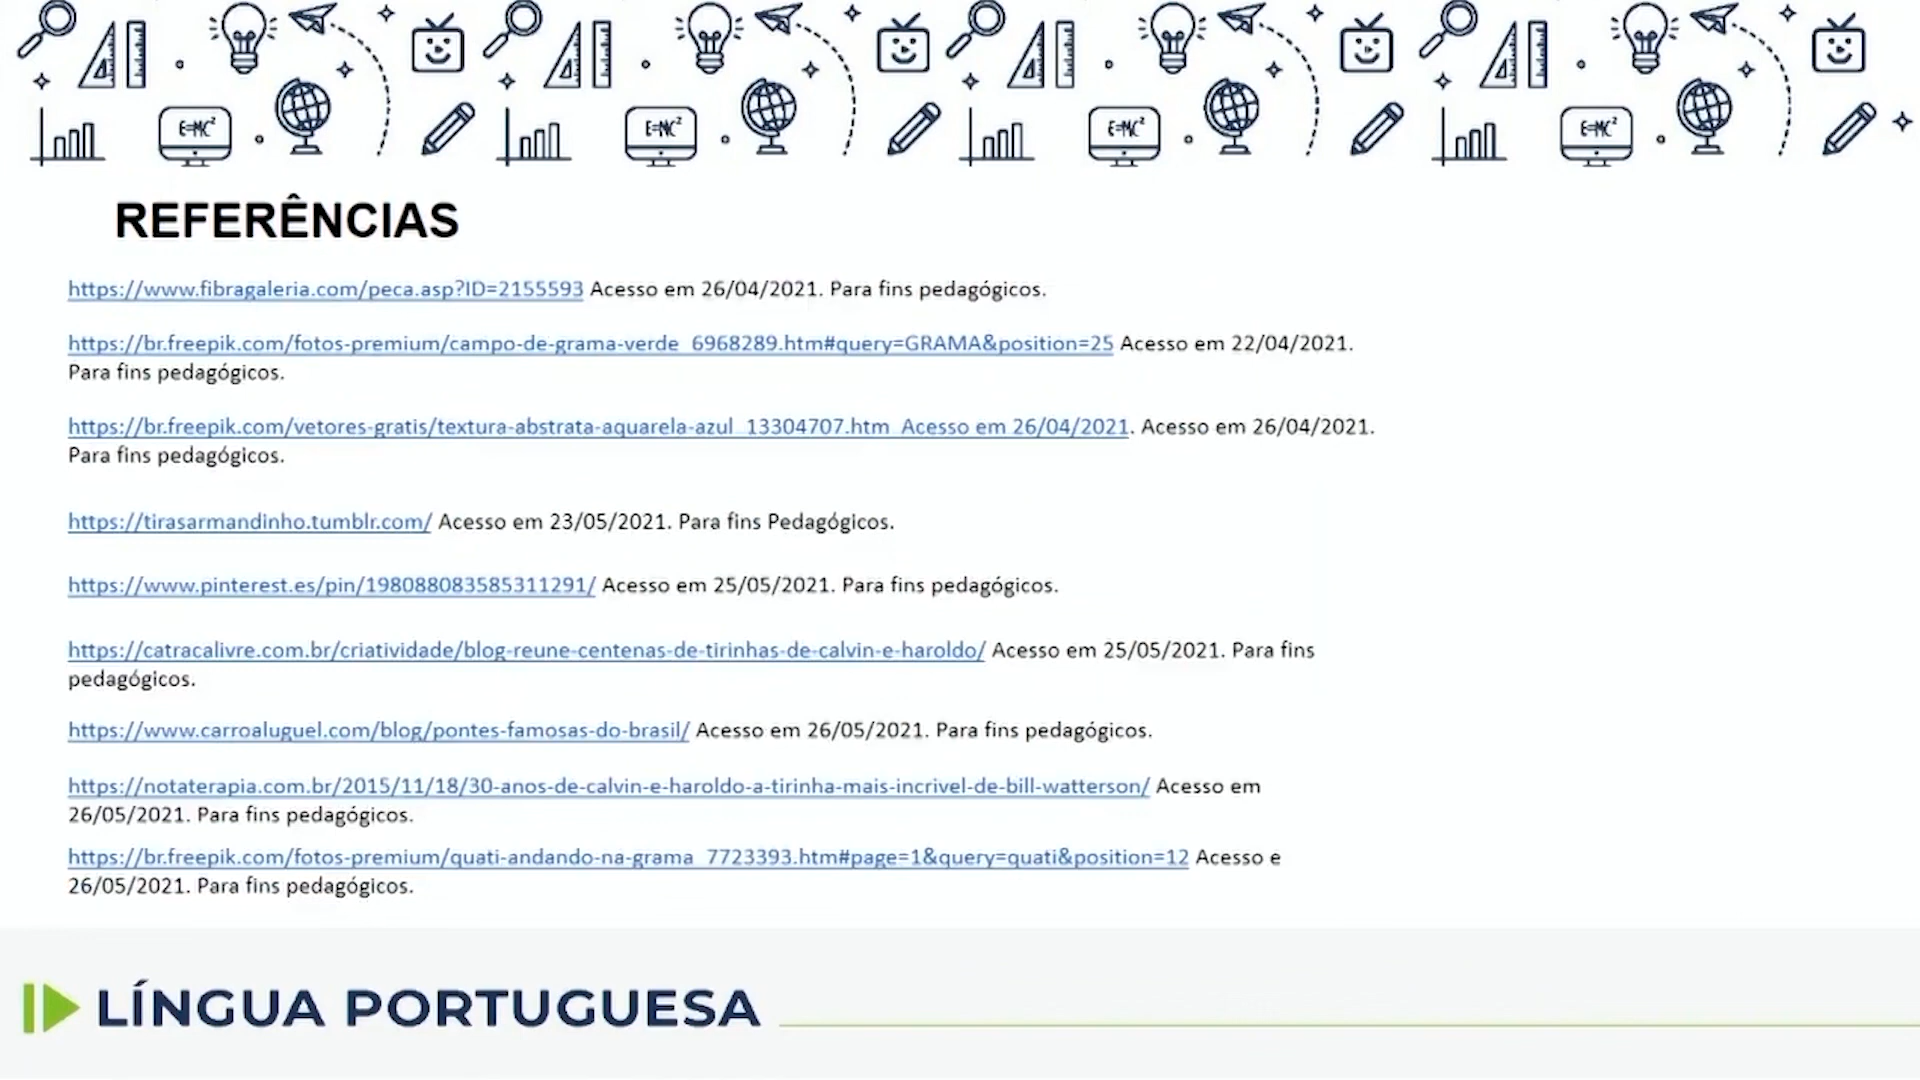 E=MC² E=MC² E=MC² E=MC²
REFERÊNCIAS
https://www.fibragaleria.com/peca.asp?ID=2155593 Acesso em 26/04/2021. Para fins pedagógicos.
https://br.freepik.com/fotos-premium/campo-de-grama-verde_6968289.htm#query=GRAMA&position=25 Acesso em 22/04/2021.
Para fins pedagógicos.
https://br.freepik.com/vetores-gratis/textura-abstrata-aquarela-azul_13304707.htm Acesso em 26/04/2021. Acesso em 26/04/2021.
Para fins pedagógicos.
https://tirasarmandinho.tumblr.com/ Acesso em 23/05/2021. Para fins Pedagógicos.
https://www.pinterest.es/pin/198088083585311291/ Acesso em 25/05/2021. Para fins pedagógicos.
https://catracalivre.com.br/criatividade/blog-reune-centenas-de-tirinhas-de-calvin-e-haroldo/ Acesso em 25/05/2021. Para fins
pedagógicos.
https://www.carroaluguel.com/blog/pontes-famosas-do-brasil/ Acesso em 26/05/2021. Para fins pedagógicos.
https://notaterapia.com.br/2015/11/18/30-anos-de-calvin-e-haroldo-a-tirinha-mais-incrivel-de-bill-watterson/ Acesso em
26/05/2021. Para fins pedagógicos.
https://br.freepik.com/fotos-premium/quati-andando-na-grama_7723393.htm#page=1&query=quati&position=12 Acesso e
26/05/2021. Para fins pedagógicos.
LÍNGUA PORTUGUESA